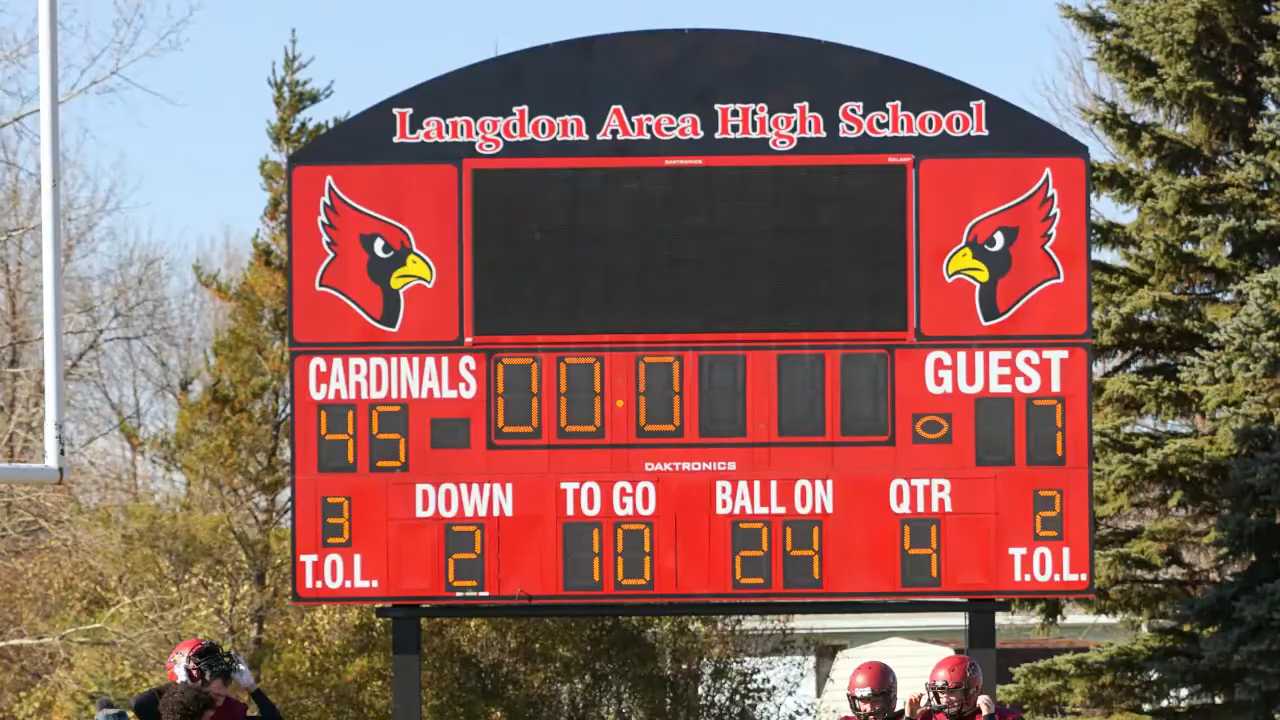 Langdon Area High School
DAKTRONICS GALAXY
CARDINALS 00:0 GUEST
45 7
DAKTRONICS
3 DOWN TO GO BALL ON QTR 2
T.O.L. 2 10 24 4 T.O.L.